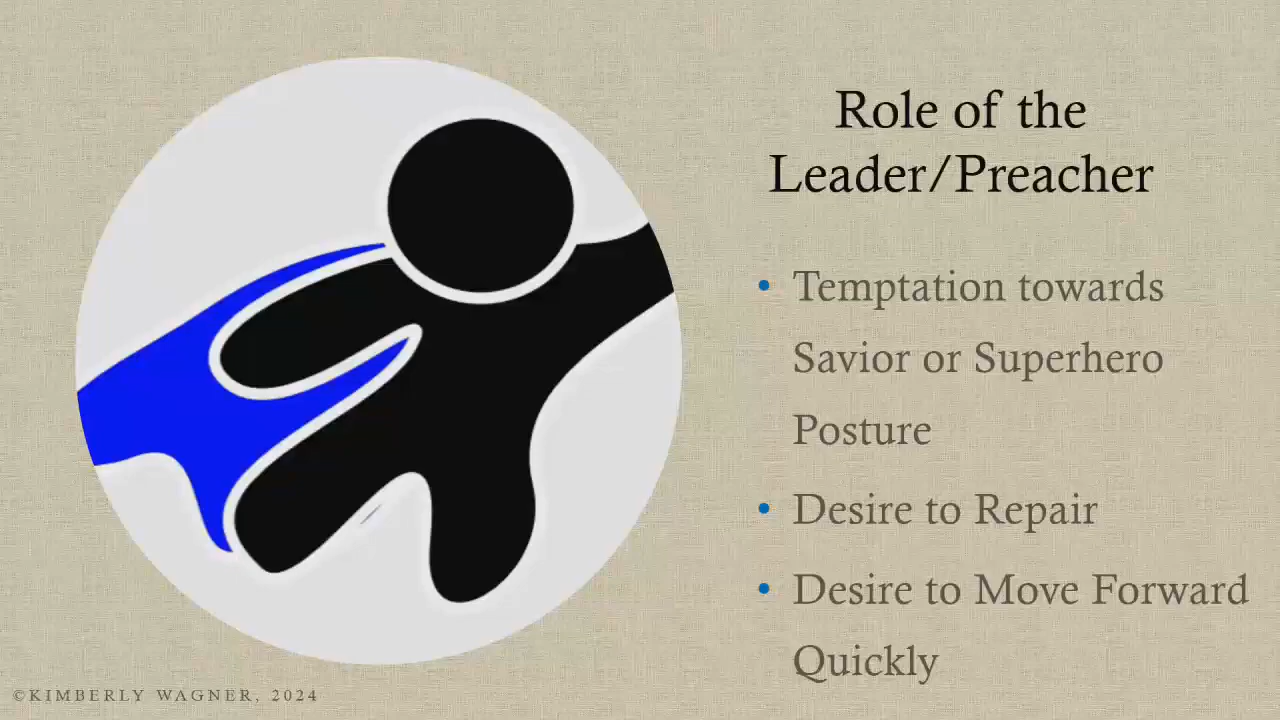 Role of the
Leader/Preacher
• Temptation towards
Savior or Superhero
Posture
• Desire to Repair
• Desire to Move Forward
Quickly
©KIMBERLY WAGNER, 2024